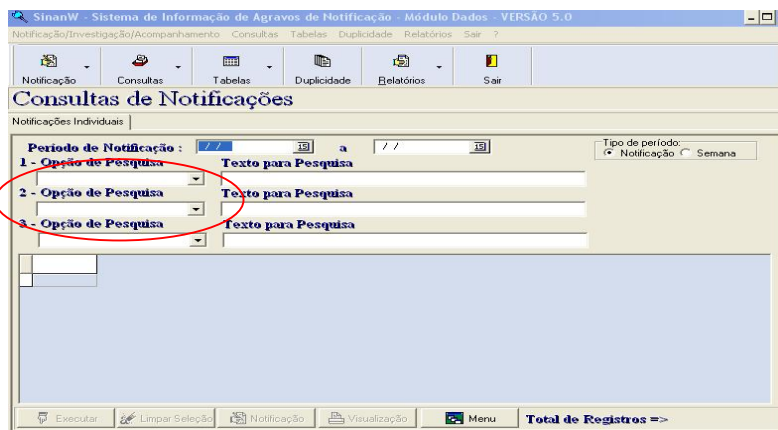 SinanW - Sistema de Informação de Agravos de Notificação - Módulo Dados - VERSÃO 5.0
Notificação/Investigação/Acompanhamento Consultas Tabelas Duplicidade Relatórios Sair ?
Notificação Consultas Tabelas Duplicidade Relatórios Sair
Consultas de Notificações
Notificações Individuais
Período de Notificação : / / 15 a / / 15 Tipo de período:
Notificação Semana
1 - Opção de Pesquisa Texto para Pesquisa
2 - Opção de Pesquisa Texto para Pesquisa
3 - Opção de Pesquisa Texto para Pesquisa
Executar Limpar Seleção Notificação Visualização Menu Total de Registros =>